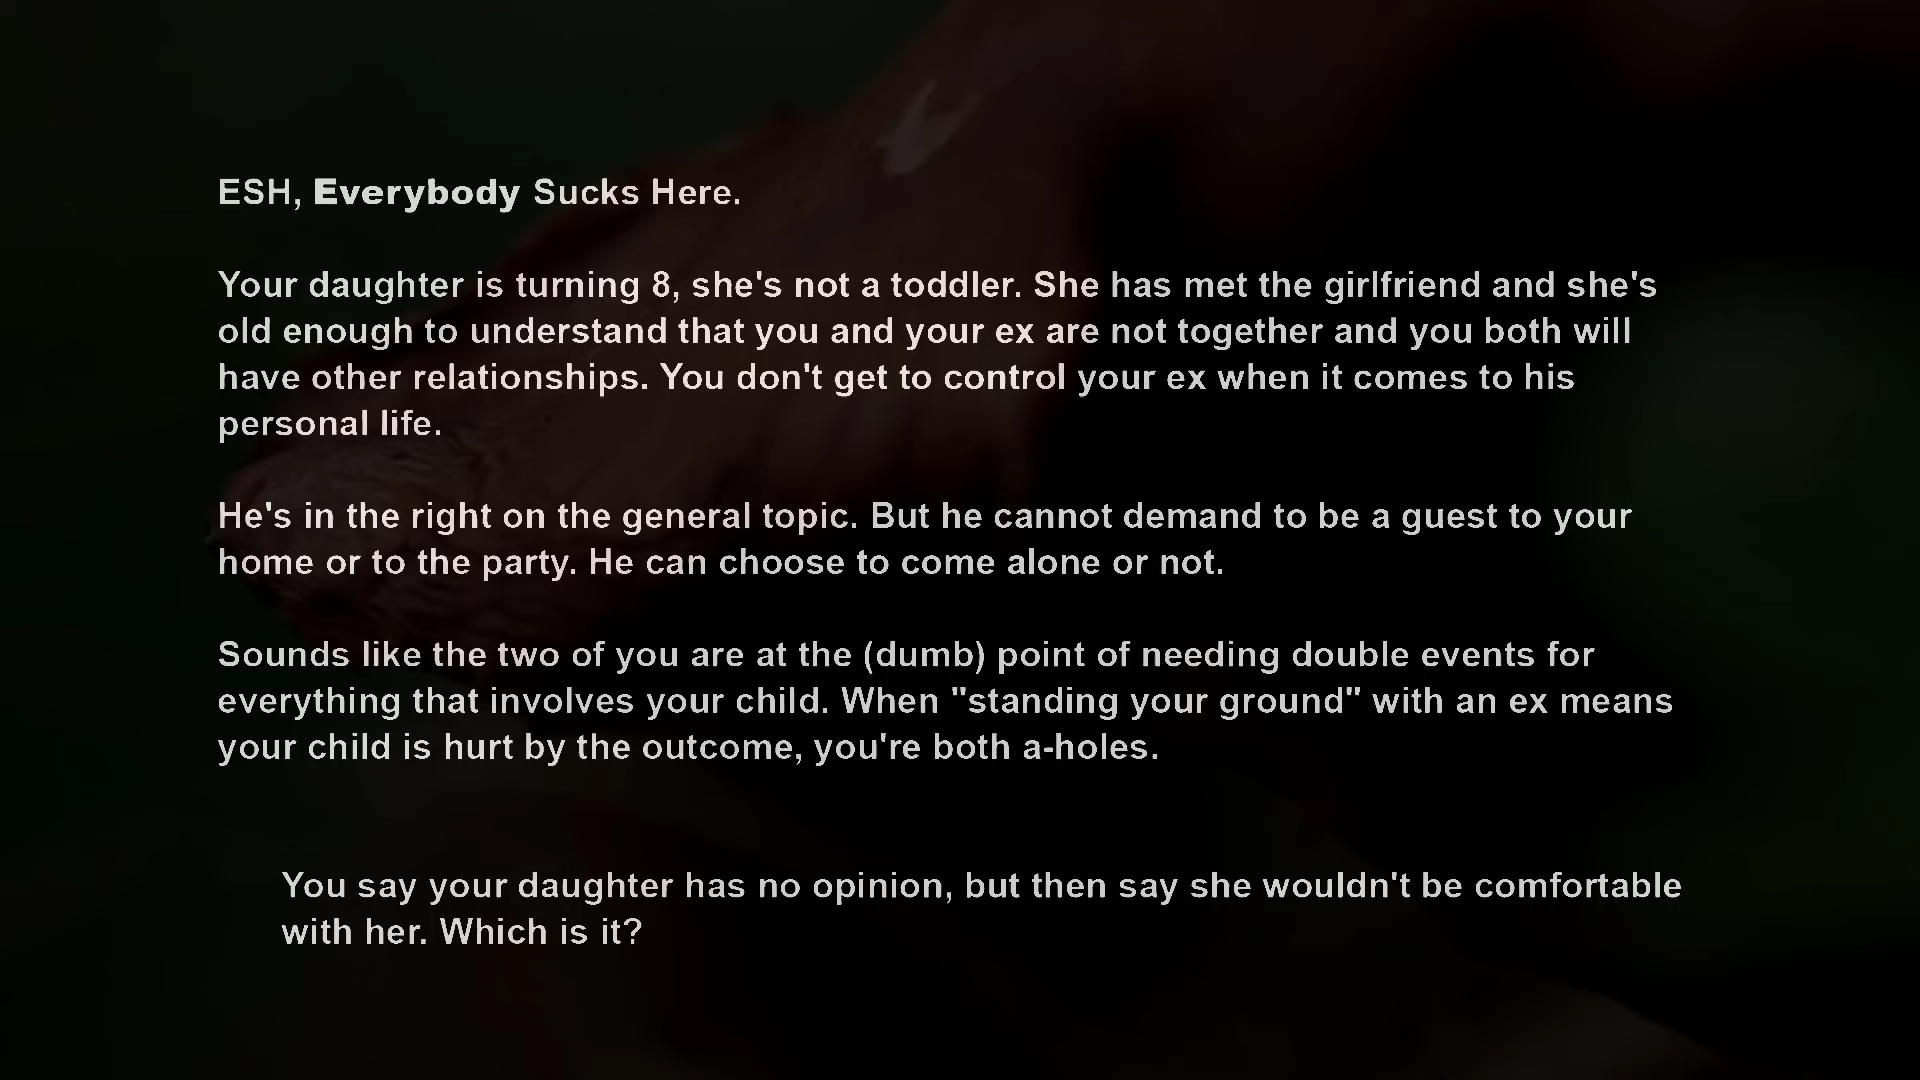 ESH, Everybody Sucks Here.
Your daughter is turning 8, she's not a toddler. She has met the girlfriend and she's
old enough to understand that you and your ex are not together and you both will
have other relationships. You don't get to control your ex when it comes to his
personal life.
He's in the right on the general topic. But he cannot demand to be a guest to your
home or to the party. He can choose to come alone or not.
Sounds like the two of you are at the (dumb) point of needing double events for
everything that involves your child. When "standing your ground" with an ex means
your child is hurt by the outcome, you're both a-holes.
You say your daughter has no opinion, but then say she wouldn't be comfortable
with her. Which is it?